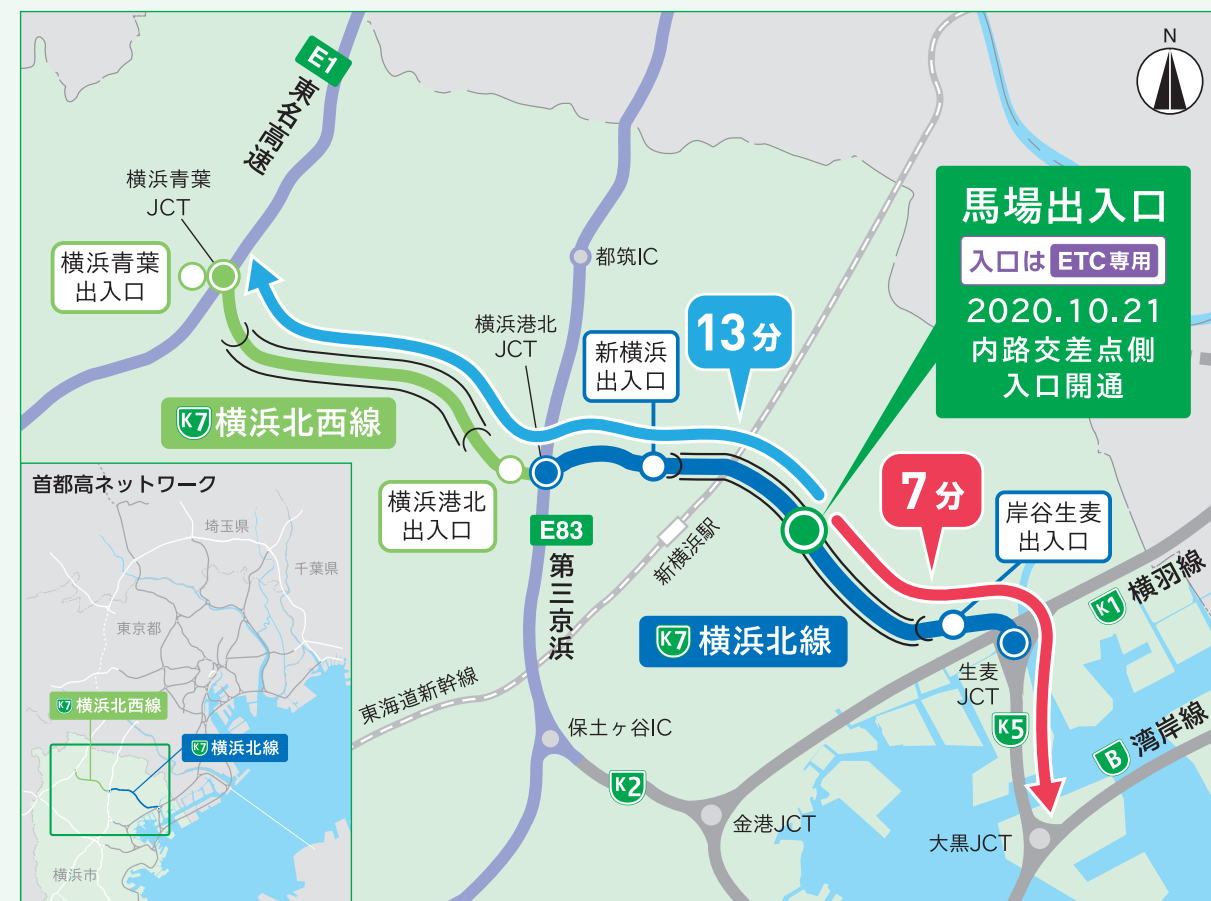 N
E1
東名高速
横浜青葉
JCT
横浜青葉
出入口
都筑IC
馬場出入口
入口は ETC専用
2020.10.21
内路交差点側
入口開通
横浜港北
JCT
新横浜
出入口
13分
K7 横浜北西線
横浜港北
出入口
E83
第三京浜
7分
岸谷生麦
出入口
新横浜駅
K7 横浜北線
K1 横羽線
生麦
JCT
東海道新幹線
保土ヶ谷IC
K2
K5
B 湾岸線
金港JCT
大黒JCT
首都高ネットワーク
埼玉県
千葉県
東京都
K7 横浜北西線
K7 横浜北線
横浜市